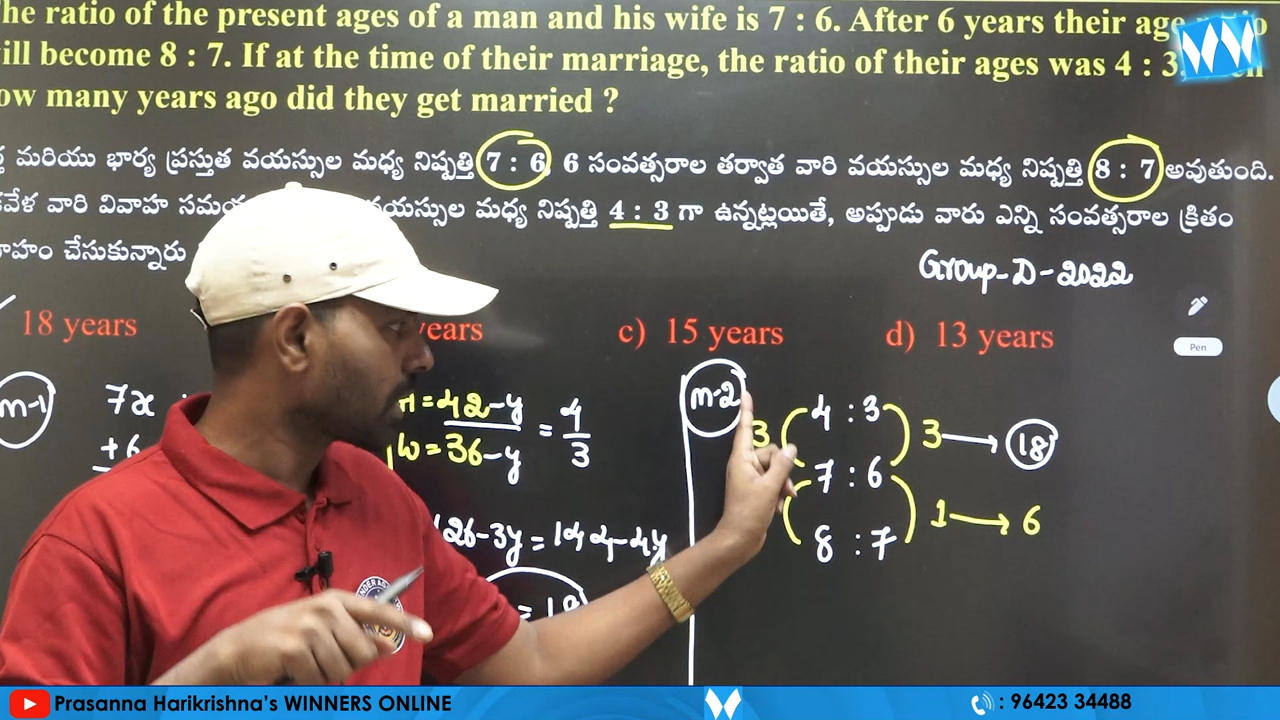 he ratio of the present ages of a man and his wife is 7 : 6. After 6 years their age ratio
ill become 8 : 7. If at the time of their marriage, the ratio of their ages was 4 : 3.
ow many years ago did they get married ?
మరియు భార్య ప్రస్తుత వయస్సుల మధ్య నిష్పత్తి 7 : 6, 6 సంవత్సరాల తర్వాత వారి వయస్సుల మధ్య నిష్పత్తి 8 : 7 అవుతుంది.
వారి వివాహ సమయ వయస్సుల మధ్య నిష్పత్తి 4 : 3 గా ఉన్నట్లయితే, అప్పుడు వారు ఎన్ని సంవత్సరాల క్రితం
చేసుకున్నారు
Group-D-2022
18 years
years
c) 15 years
d) 13 years
Pen
m-1
7x :
+6
= 42-y
W = 36-y
= 4
3
126-3y = 144-4y
= 18
m-2
3 4 : 3 3 → 18
7 : 6
8 : 7 1 → 6
Prasanna Harikrishna's WINNERS ONLINE
: 96423 34488